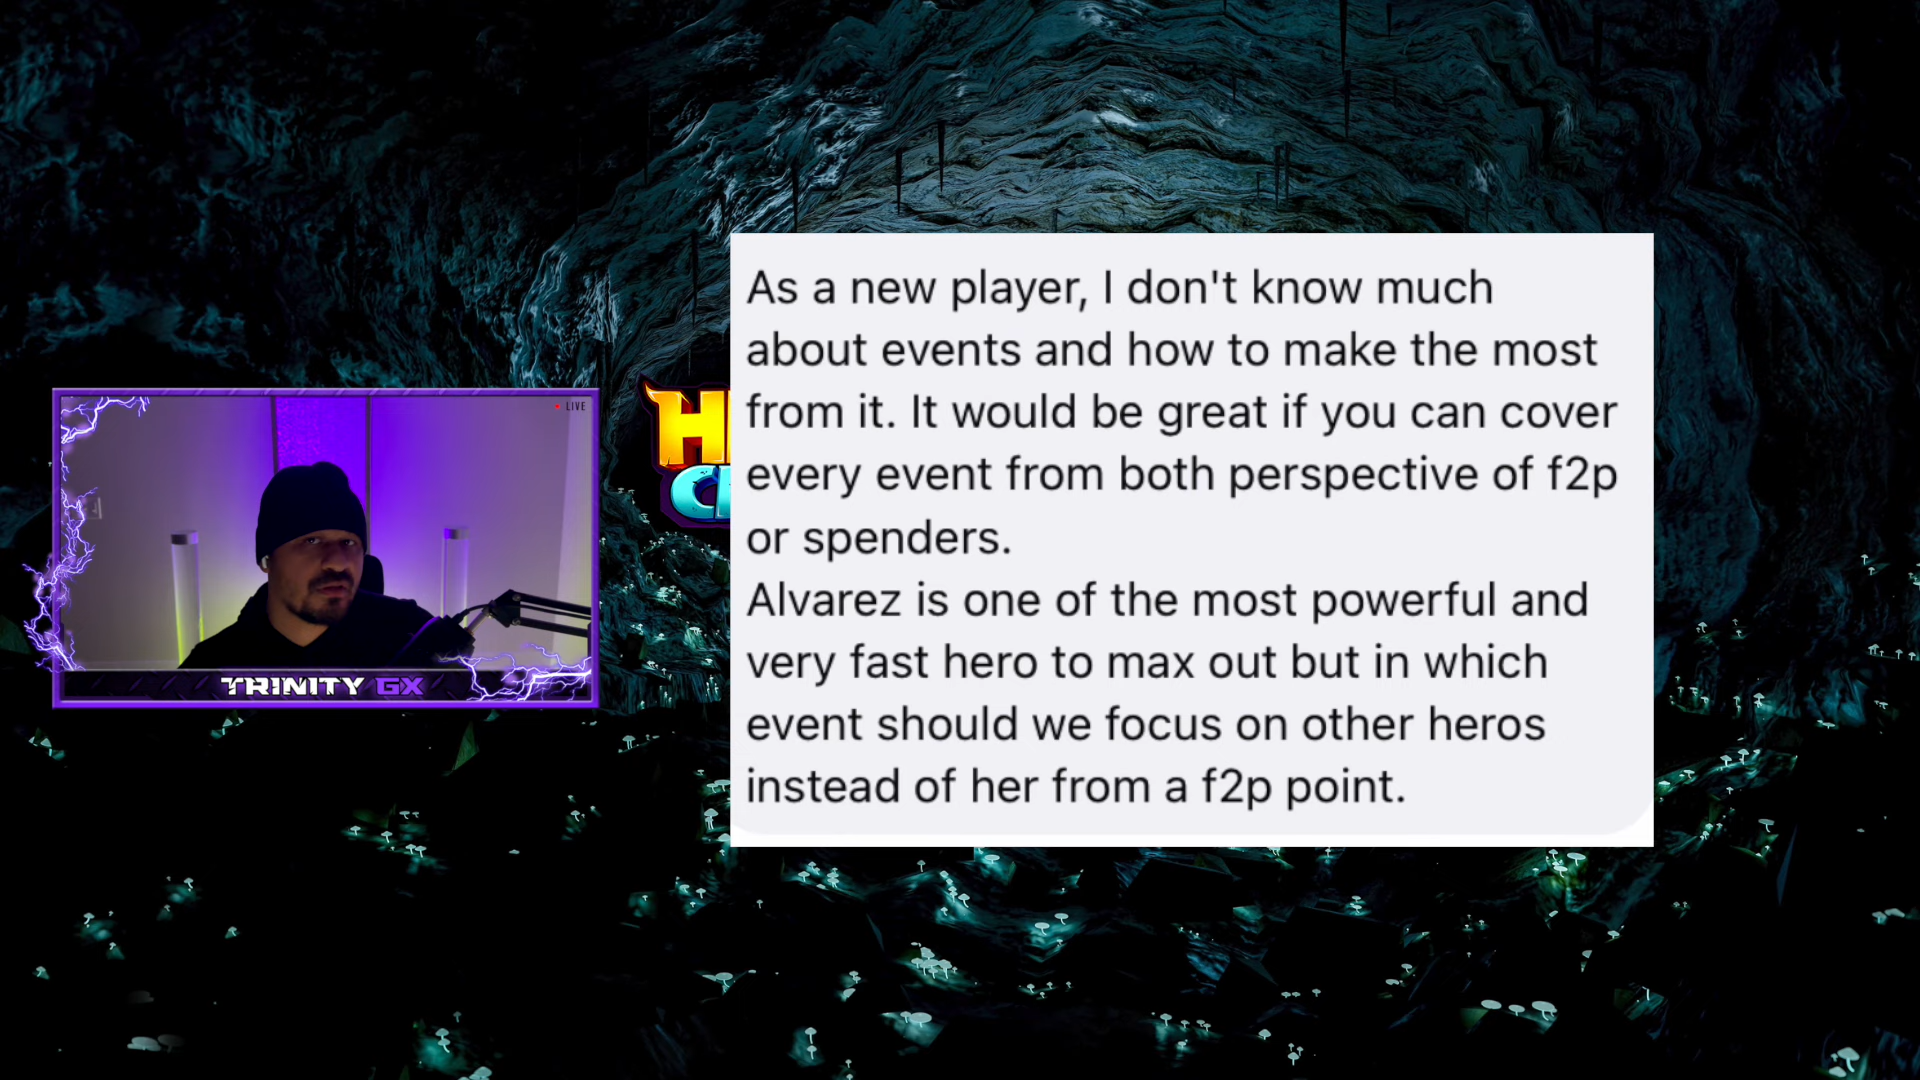 LIVE
TRINITY GX
As a new player, I don't know much
about events and how to make the most
from it. It would be great if you can cover
every event from both perspective of f2p
or spenders.
Alvarez is one of the most powerful and
very fast hero to max out but in which
event should we focus on other heros
instead of her from a f2p point.